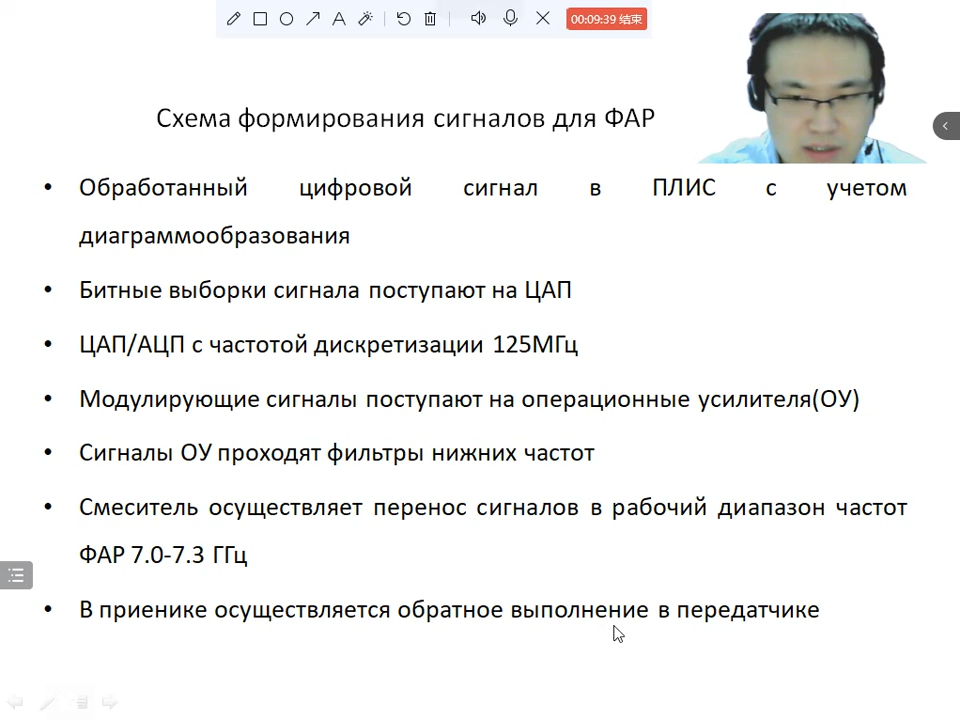 00:09:39 结束
Схема формирования сигналов для ФАР
• Обработанный цифровой сигнал в ПЛИС с учетом
диаграммообразования
• Битные выборки сигнала поступают на ЦАП
• ЦАП/АЦП с частотой дискретизации 125МГц
• Модулирующие сигналы поступают на операционные усилителя(ОУ)
• Сигналы ОУ проходят фильтры нижних частот
• Смеситель осуществляет перенос сигналов в рабочий диапазон частот
ФАР 7.0-7.3 ГГц
• В приенике осуществляется обратное выполнение в передатчике